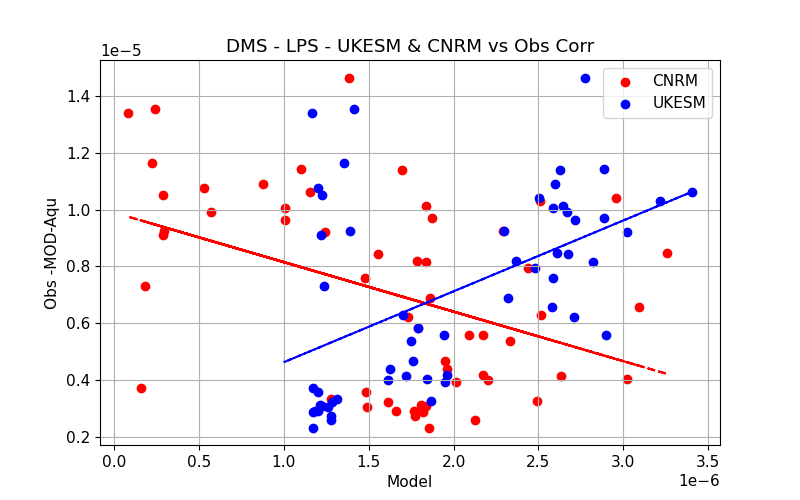 DMS - LPS - UKESM & CNRM vs Obs Corr
1e−5
CNRM
UKESM
1.4
1.2
1.0
0.8
0.6
0.4
0.2
Obs -MOD-Aqu
0.0 0.5 1.0 1.5 2.0 2.5 3.0 3.5
Model
1e−6